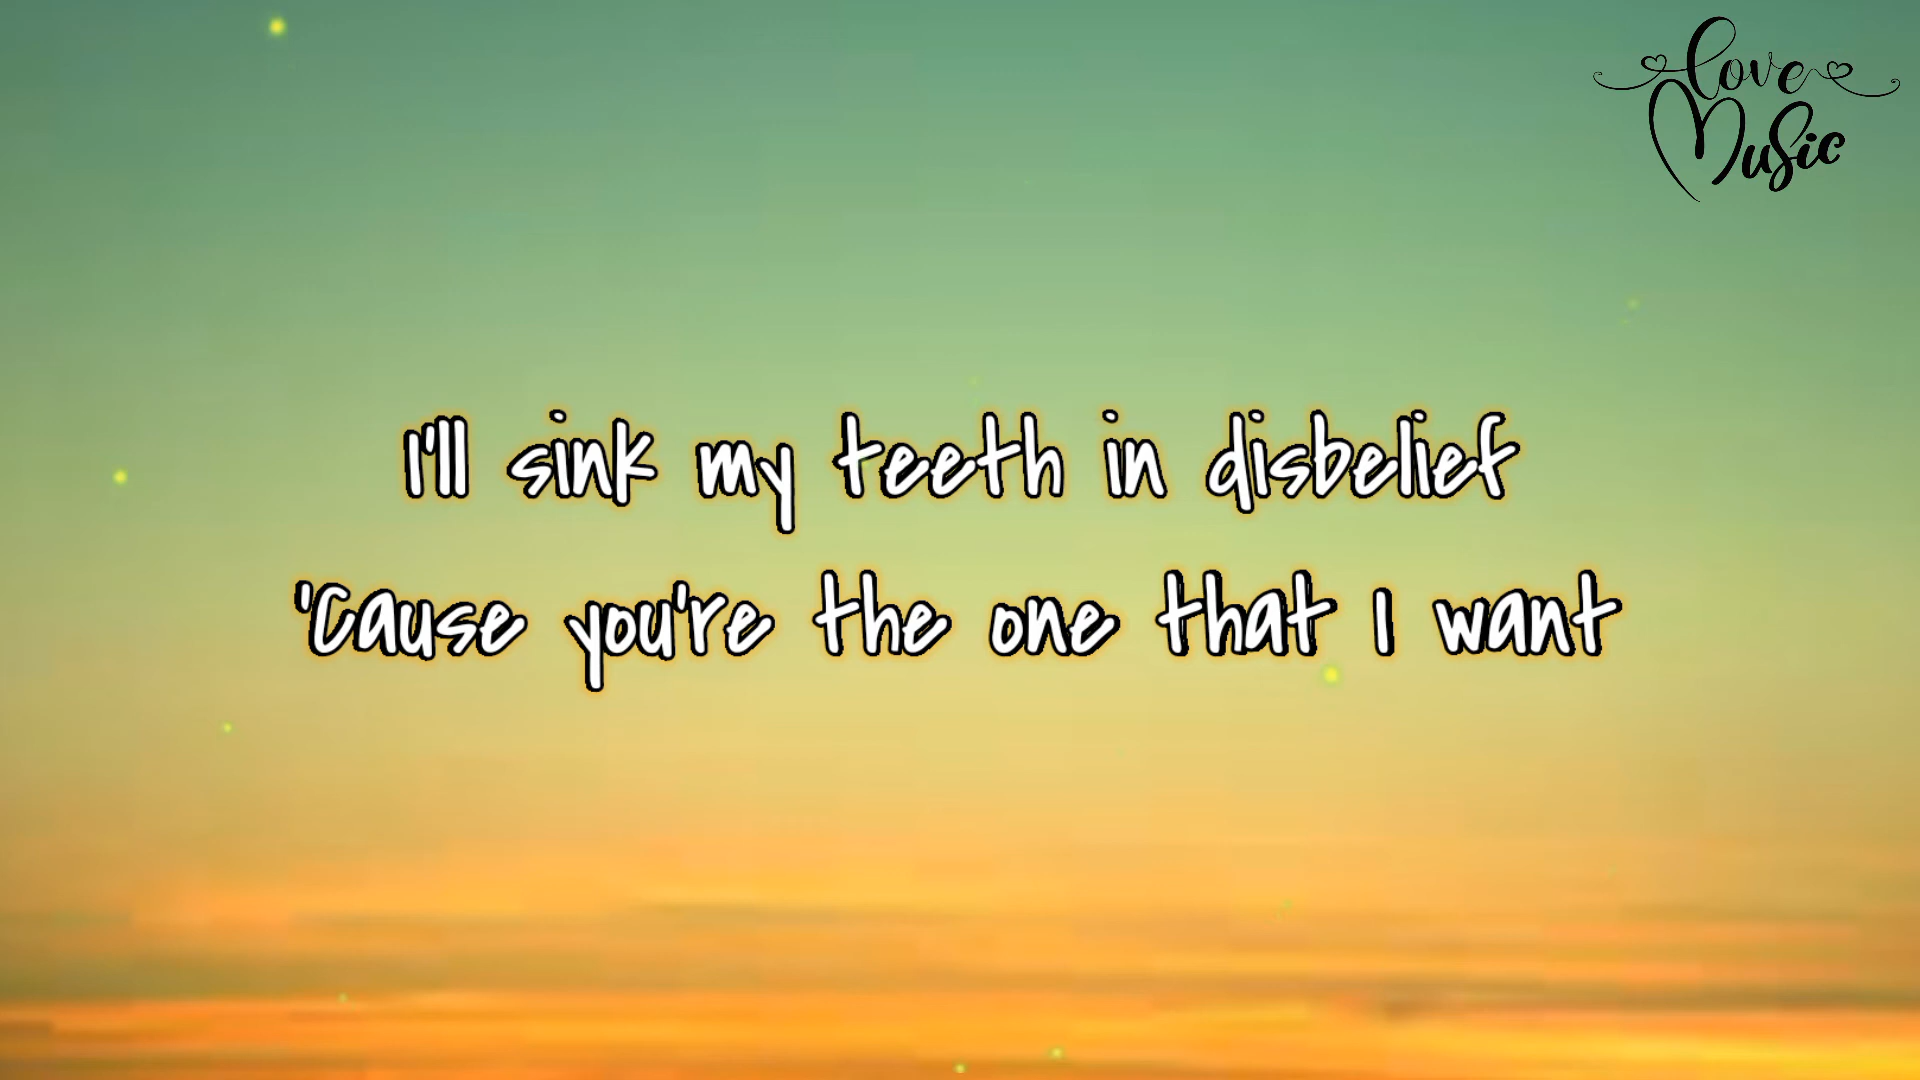 love
Music
I'll sink my teeth in disbelief
'Cause you're the one that I want